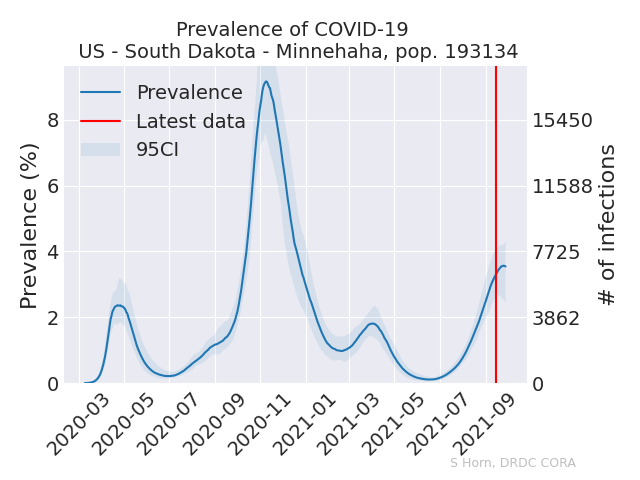 Prevalence of COVID-19
US - South Dakota - Minnehaha, pop. 193134
Prevalence
Latest data
95CI
Prevalence (%)
8
6
4
2
0
15450
11588
7725
3862
0
# of infections
2020-03
2020-05
2020-07
2020-09
2020-11
2021-01
2021-03
2021-05
2021-07
2021-09
S Horn, DRDC CORA